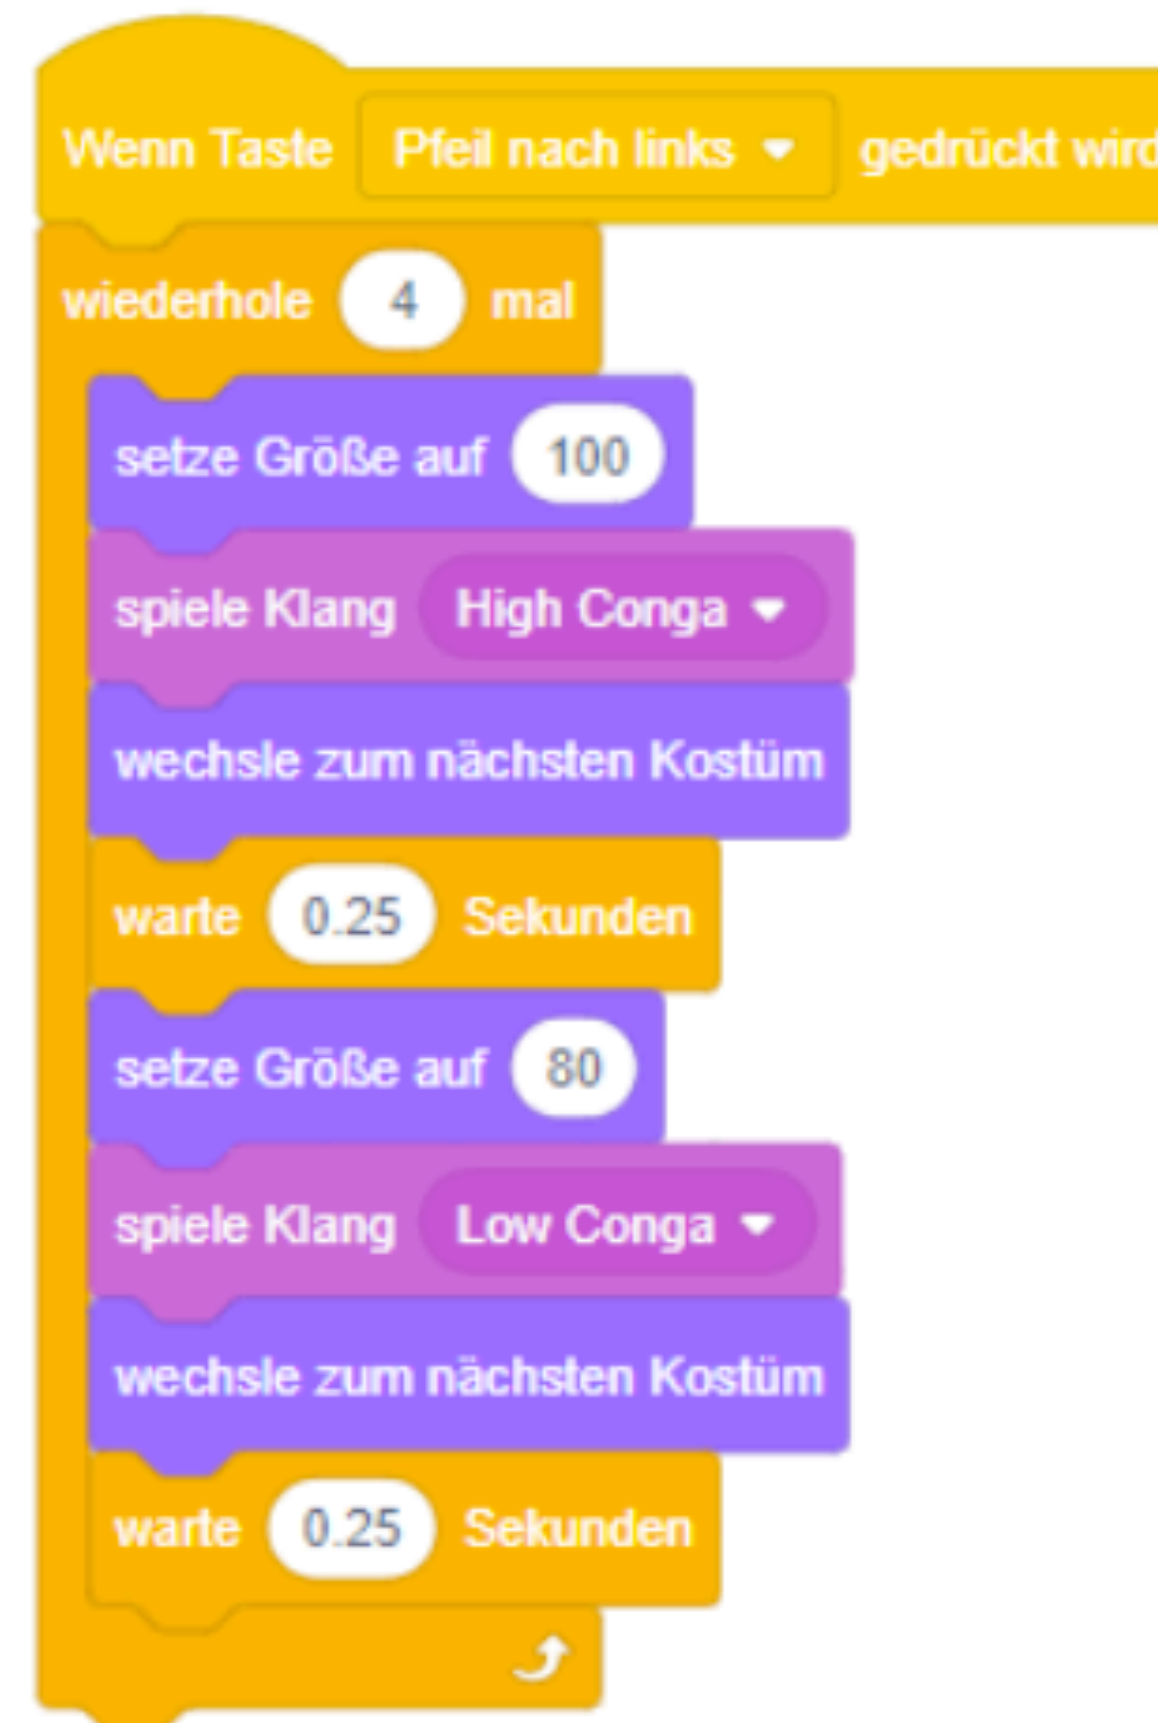 Wenn Taste Pfeil nach links gedrückt wird
wiederhole 4 mal
setze Größe auf 100
spiele Klang High Conga
wechsle zum nächsten Kostüm
warte 0.25 Sekunden
setze Größe auf 80
spiele Klang Low Conga
wechsle zum nächsten Kostüm
warte 0.25 Sekunden